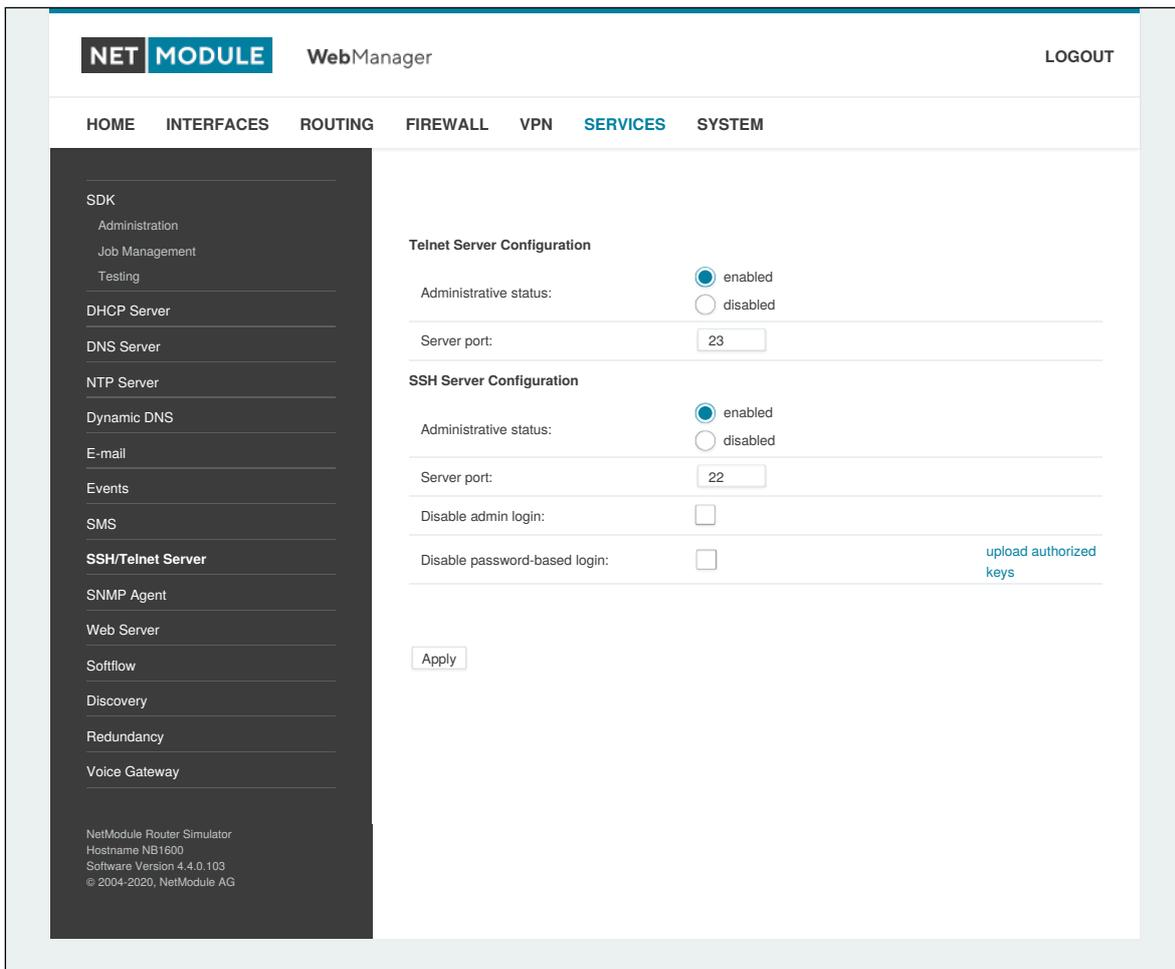 NET MODULE WebManager LOGOUT
HOME INTERFACES ROUTING FIREWALL VPN SERVICES SYSTEM
SDK
Administration
Job Management
Testing
DHCP Server
DNS Server
NTP Server
Dynamic DNS
E-mail
Events
SMS
SSH/Telnet Server
SNMP Agent
Web Server
Softflow
Discovery
Redundancy
Voice Gateway
NetModule Router Simulator
Hostname NB1600
Software Version 4.4.0.103
© 2004-2020, NetModule AG
Telnet Server Configuration
Administrative status:
enabled
disabled
Server port: 23
SSH Server Configuration
Administrative status:
enabled
disabled
Server port: 22
Disable admin login:
Disable password-based login:
upload authorized
keys
Apply